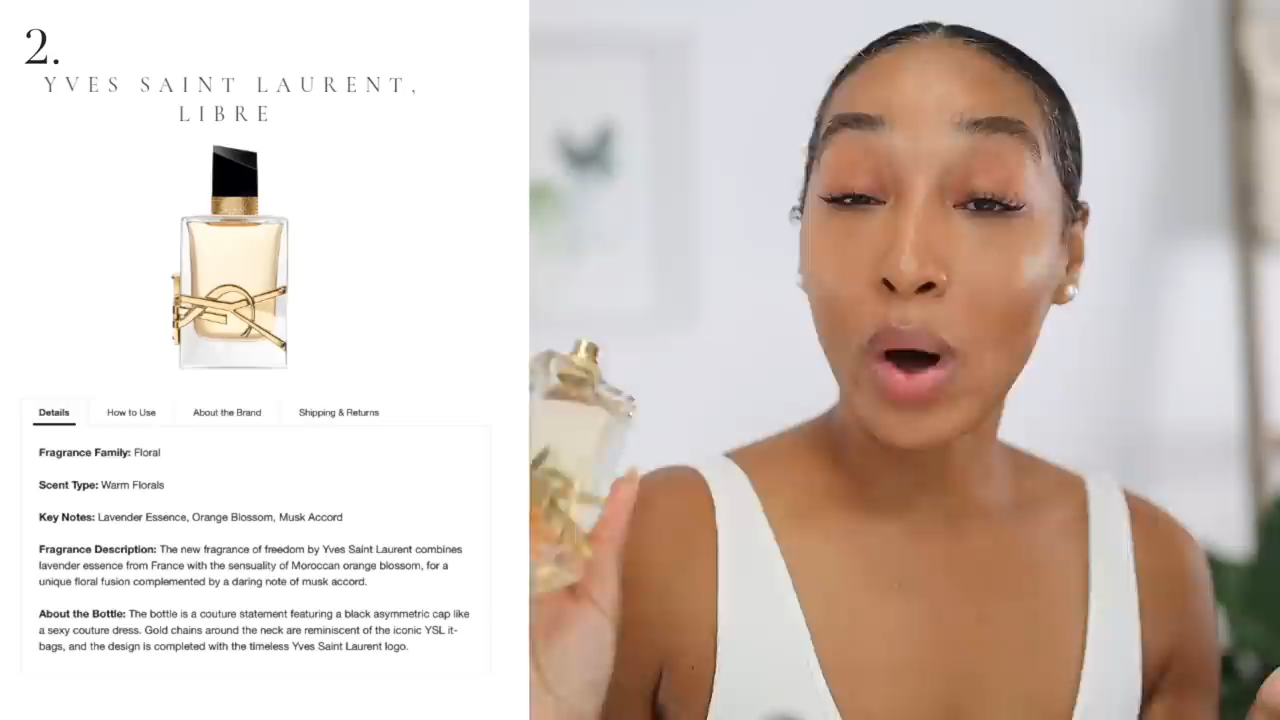 2.
YVES SAINT LAURENT,
LIBRE
Details How to Use About the Brand Shipping & Returns
Fragrance Family: Floral
Scent Type: Warm Florals
Key Notes: Lavender Essence, Orange Blossom, Musk Accord
Fragrance Description: The new fragrance of freedom by Yves Saint Laurent combines
lavender essence from France with the sensuality of Moroccan orange blossom, for a
unique floral fusion complemented by a daring note of musk accord.
About the Bottle: The bottle is a couture statement featuring a black asymmetric cap like
a sexy couture dress. Gold chains around the neck are reminiscent of the iconic YSL it-
bags, and the design is completed with the timeless Yves Saint Laurent logo.